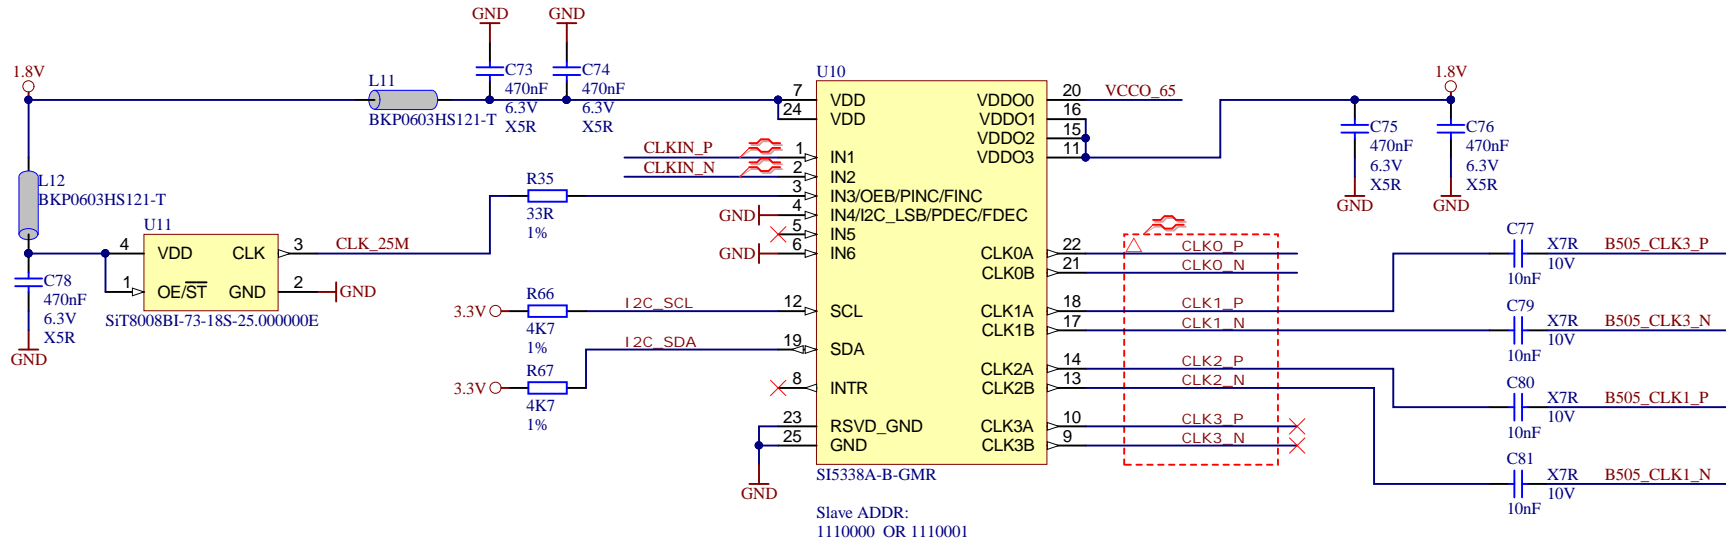 GND
GND
1.8V
L11
BKP0603HS121-T
C73
470nF
6.3V
X5R
C74
470nF
6.3V
X5R
L12
BKP0603HS121-T
U11
4
VDD
CLK
3
CLK_25M
1
OE/ST
GND
2
GND
SiT8008BI-73-18S-25.000000E
C78
470nF
6.3V
X5R
GND
CLKIN_P
CLKIN_N
R35
33R
1%
GND
GND
3.3V
R66
4K7
1%
I2C_SCL
3.3V
R67
4K7
1%
I2C_SDA
U10
7
VDD
24
VDD
1
IN1
2
IN2
3
IN3/OEB/PINC/FINC
4
IN4/I2C_LSB/PDEC/FDEC
5
IN5
6
IN6
12
SCL
19
SDA
8
INTR
23
RSVD_GND
25
GND
GND
VDDO0
20
VCCO_65
VDDO1
16
VDDO2
15
VDDO3
11
CLK0A
22
CLK0_P
CLK0B
21
CLK0_N
CLK1A
18
CLK1_P
CLK1B
17
CLK1_N
CLK2A
14
CLK2_P
CLK2B
13
CLK2_N
CLK3A
10
CLK3_P
CLK3B
9
CLK3_N
SI5338A-B-GMR
Slave ADDR:
1110000 OR 1110001
1.8V
C75
470nF
6.3V
X5R
GND
C76
470nF
6.3V
X5R
GND
C77
10nF
X7R
10V
B505_CLK3_P
C79
10nF
X7R
10V
B505_CLK3_N
C80
10nF
X7R
10V
B505_CLK1_P
C81
10nF
X7R
10V
B505_CLK1_N